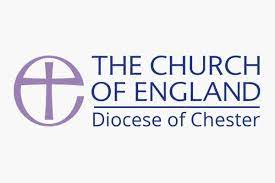 THE CHURCH
OF ENGLAND
Diocese of Chester